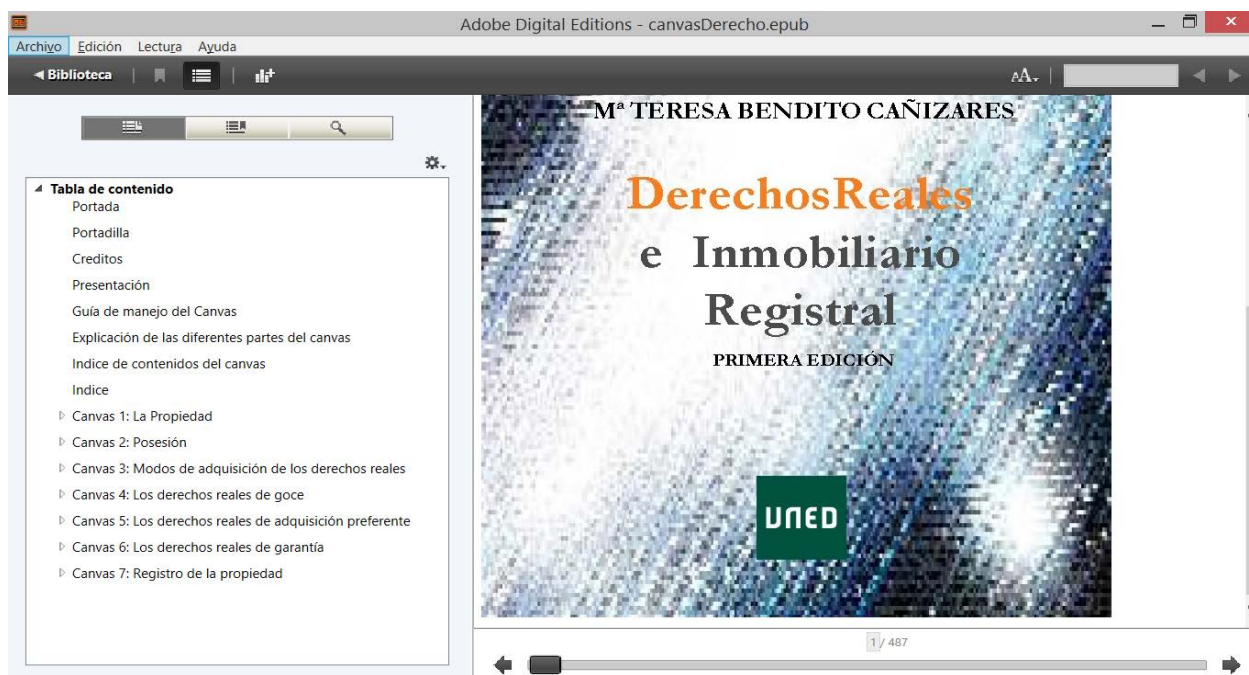 Adobe Digital Editions - canvasDerecho.epub
Archivo Edición Lectura Ayuda
Biblioteca
AA
Tabla de contenido
Portada
Portadilla
Creditos
Presentación
Guía de manejo del Canvas
Explicación de las diferentes partes del canvas
Indice de contenidos del canvas
Indice
Canvas 1: La Propiedad
Canvas 2: Posesión
Canvas 3: Modos de adquisición de los derechos reales
Canvas 4: Los derechos reales de goce
Canvas 5: Los derechos reales de adquisición preferente
Canvas 6: Los derechos reales de garantía
Canvas 7: Registro de la propiedad
Mª TERESA BENDITO CAÑIZARES
DerechosReales
e Inmobiliario
Registral
PRIMERA EDICIÓN
UNED
1 / 487